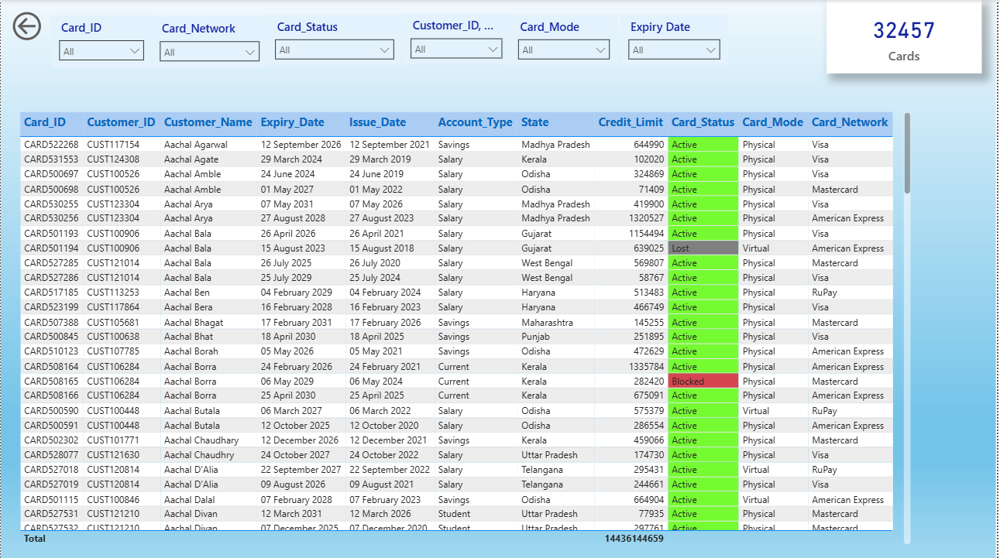 Card_ID Card_Network Card_Status Customer_ID, ... Card_Mode Expiry Date
All All All All All All
32457
Cards
Card_ID Customer_ID Customer_Name Expiry_Date Issue_Date Account_Type State Credit_Limit Card_Status Card_Mode Card_Network
CARD522268 CUST117154 Aachal Agarwal 12 September 2026 12 September 2021 Savings Madhya Pradesh 644990 Active Physical Visa
CARD531553 CUST124308 Aachal Agate 29 March 2024 29 March 2019 Salary Kerala 102020 Active Physical Visa
CARD500697 CUST100526 Aachal Amble 24 June 2024 24 June 2019 Salary Odisha 324869 Active Physical Visa
CARD500698 CUST100526 Aachal Amble 01 May 2027 01 May 2022 Salary Odisha 71409 Active Physical Mastercard
CARD530255 CUST123304 Aachal Arya 07 May 2031 07 May 2026 Salary Madhya Pradesh 419900 Active Physical Visa
CARD530256 CUST123304 Aachal Arya 27 August 2028 27 August 2023 Salary Madhya Pradesh 1320527 Active Physical American Express
CARD501193 CUST100906 Aachal Bala 26 April 2026 26 April 2021 Salary Gujarat 1154494 Active Physical Visa
CARD501194 CUST100906 Aachal Bala 15 August 2023 15 August 2018 Salary Gujarat 639025 Lost Virtual American Express
CARD527285 CUST121014 Aachal Bala 26 July 2025 26 July 2020 Salary West Bengal 569807 Active Physical Mastercard
CARD527286 CUST121014 Aachal Bala 25 July 2029 25 July 2024 Salary West Bengal 58767 Active Physical Visa
CARD517185 CUST113253 Aachal Ben 04 February 2029 04 February 2024 Salary Haryana 513483 Active Physical RuPay
CARD523199 CUST117864 Aachal Bera 16 February 2028 16 February 2023 Salary Haryana 466749 Active Physical Visa
CARD507388 CUST105681 Aachal Bhagat 17 February 2031 17 February 2026 Savings Maharashtra 145255 Active Physical Mastercard
CARD500845 CUST100638 Aachal Bhat 18 April 2030 18 April 2025 Savings Punjab 251895 Active Physical Visa
CARD510123 CUST107785 Aachal Borah 05 May 2026 05 May 2021 Savings Odisha 472629 Active Physical American Express
CARD508164 CUST106284 Aachal Borra 24 February 2026 24 February 2021 Current Kerala 1335784 Active Physical American Express
CARD508165 CUST106284 Aachal Borra 06 May 2029 06 May 2024 Current Kerala 282420 Blocked Physical Mastercard
CARD508166 CUST106284 Aachal Borra 25 April 2030 25 April 2025 Current Kerala 675091 Active Physical American Express
CARD500590 CUST100448 Aachal Butala 06 March 2027 06 March 2022 Salary Odisha 575379 Active Virtual RuPay
CARD500591 CUST100448 Aachal Butala 12 October 2025 12 October 2020 Salary Odisha 286554 Active Physical American Express
CARD502302 CUST101771 Aachal Chaudhary 12 December 2026 12 December 2021 Savings Kerala 459066 Active Physical Mastercard
CARD528077 CUST121630 Aachal Chaudhry 24 October 2027 24 October 2022 Salary Uttar Pradesh 174730 Active Physical Visa
CARD527018 CUST120814 Aachal D'Alia 22 September 2027 22 September 2022 Salary Telangana 295431 Active Virtual RuPay
CARD527019 CUST120814 Aachal D'Alia 09 August 2026 09 August 2021 Salary Telangana 244661 Active Physical Visa
CARD501115 CUST100846 Aachal Dalal 07 February 2028 07 February 2023 Savings Odisha 664904 Active Virtual American Express
CARD527531 CUST121210 Aachal Divan 12 March 2031 12 March 2026 Student Uttar Pradesh 77935 Active Physical Mastercard
CARD527532 CUST121210 Aachal Divan 07 December 2025 07 December 2020 Student Uttar Pradesh 297761 Active Physical Mastercard
Total 14436144659